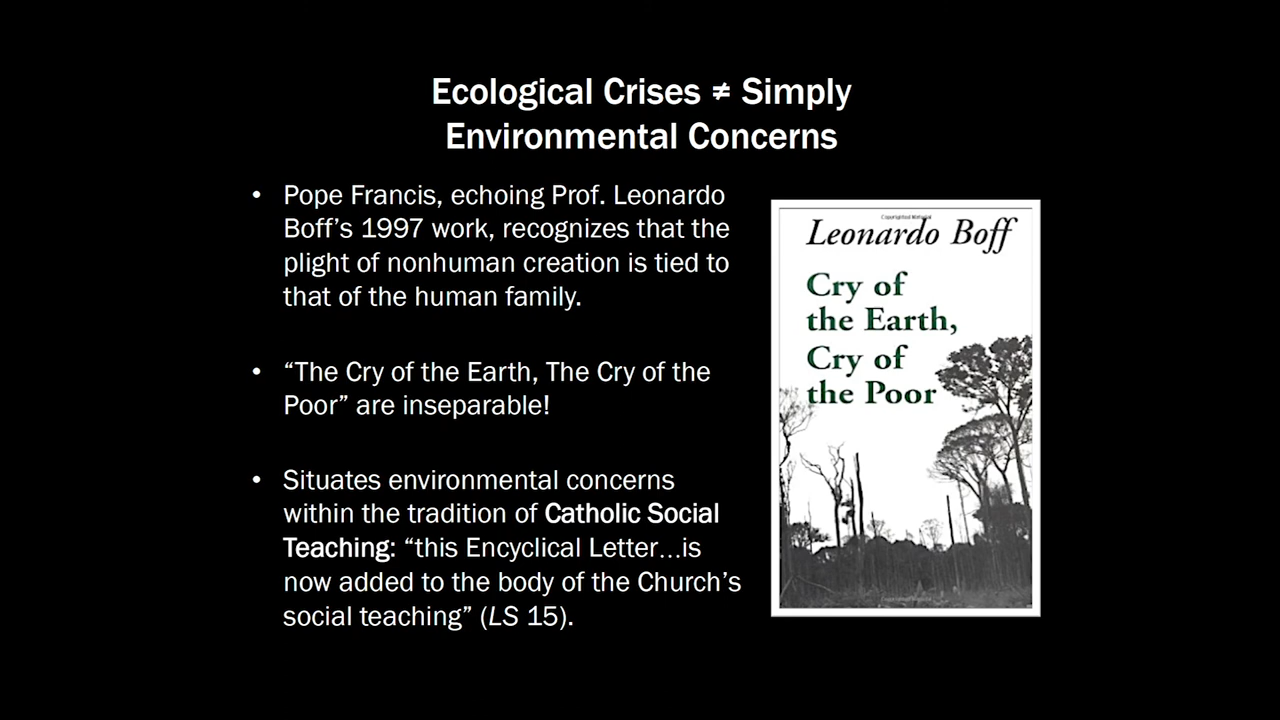 Ecological Crises ≠ Simply
Environmental Concerns
• Pope Francis, echoing Prof. Leonardo
Boff’s 1997 work, recognizes that the
plight of nonhuman creation is tied to
that of the human family.
• “The Cry of the Earth, The Cry of the
Poor” are inseparable!
• Situates environmental concerns
within the tradition of Catholic Social
Teaching: “this Encyclical Letter…is
now added to the body of the Church’s
social teaching” (LS 15).
Copyrighted Material
Leonardo Boff
Cry of
the Earth,
Cry of
the Poor